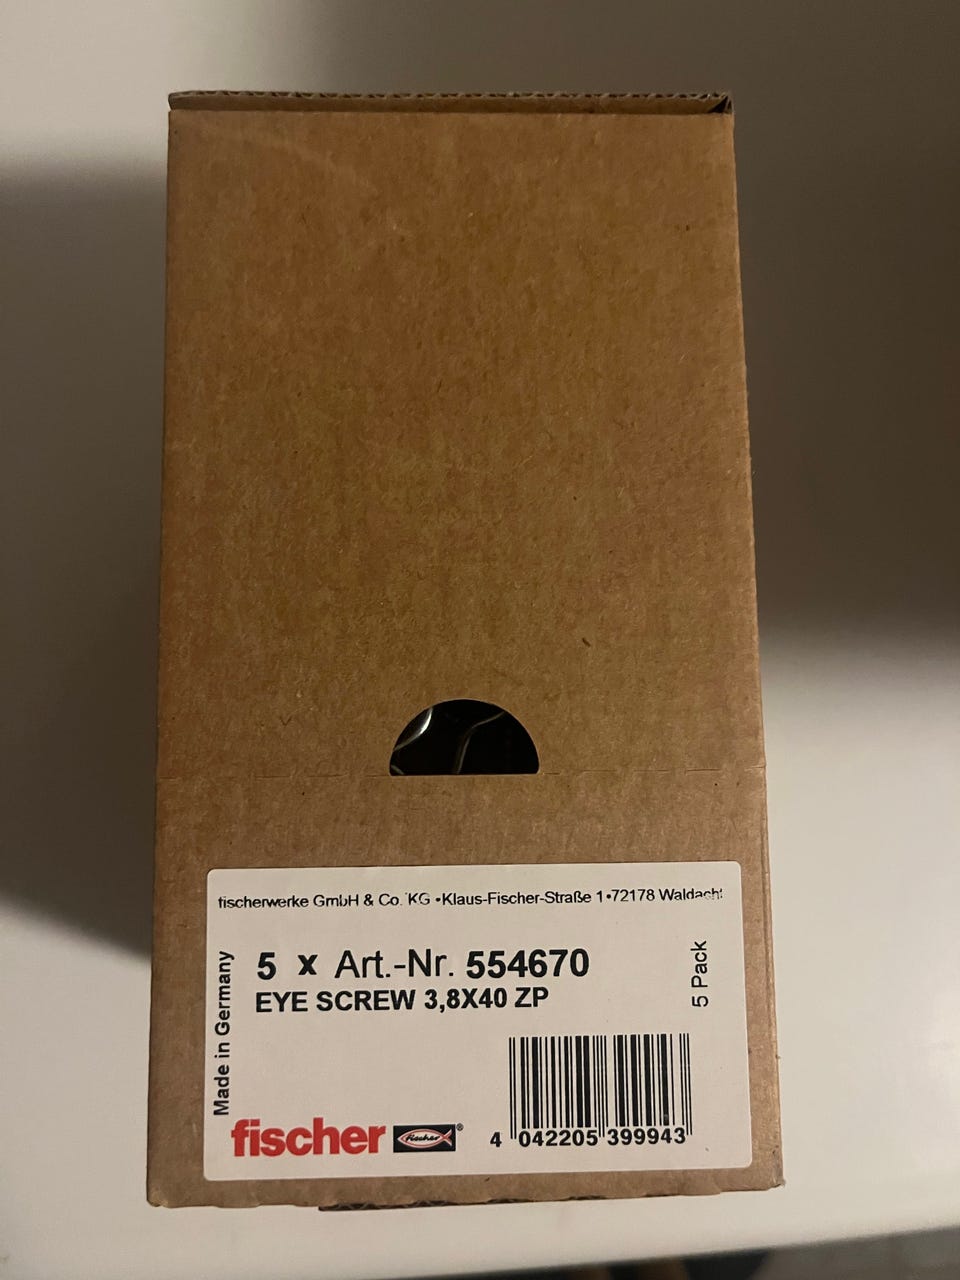 fischerwerke GmbH & Co. KG •Klaus-Fischer-Straße 1•72178
5 x Art.-Nr. 554670
EYE SCREW 3,8X40 ZP
5 Pack
Made in Germany
fischer fischer®
4 042205 399943